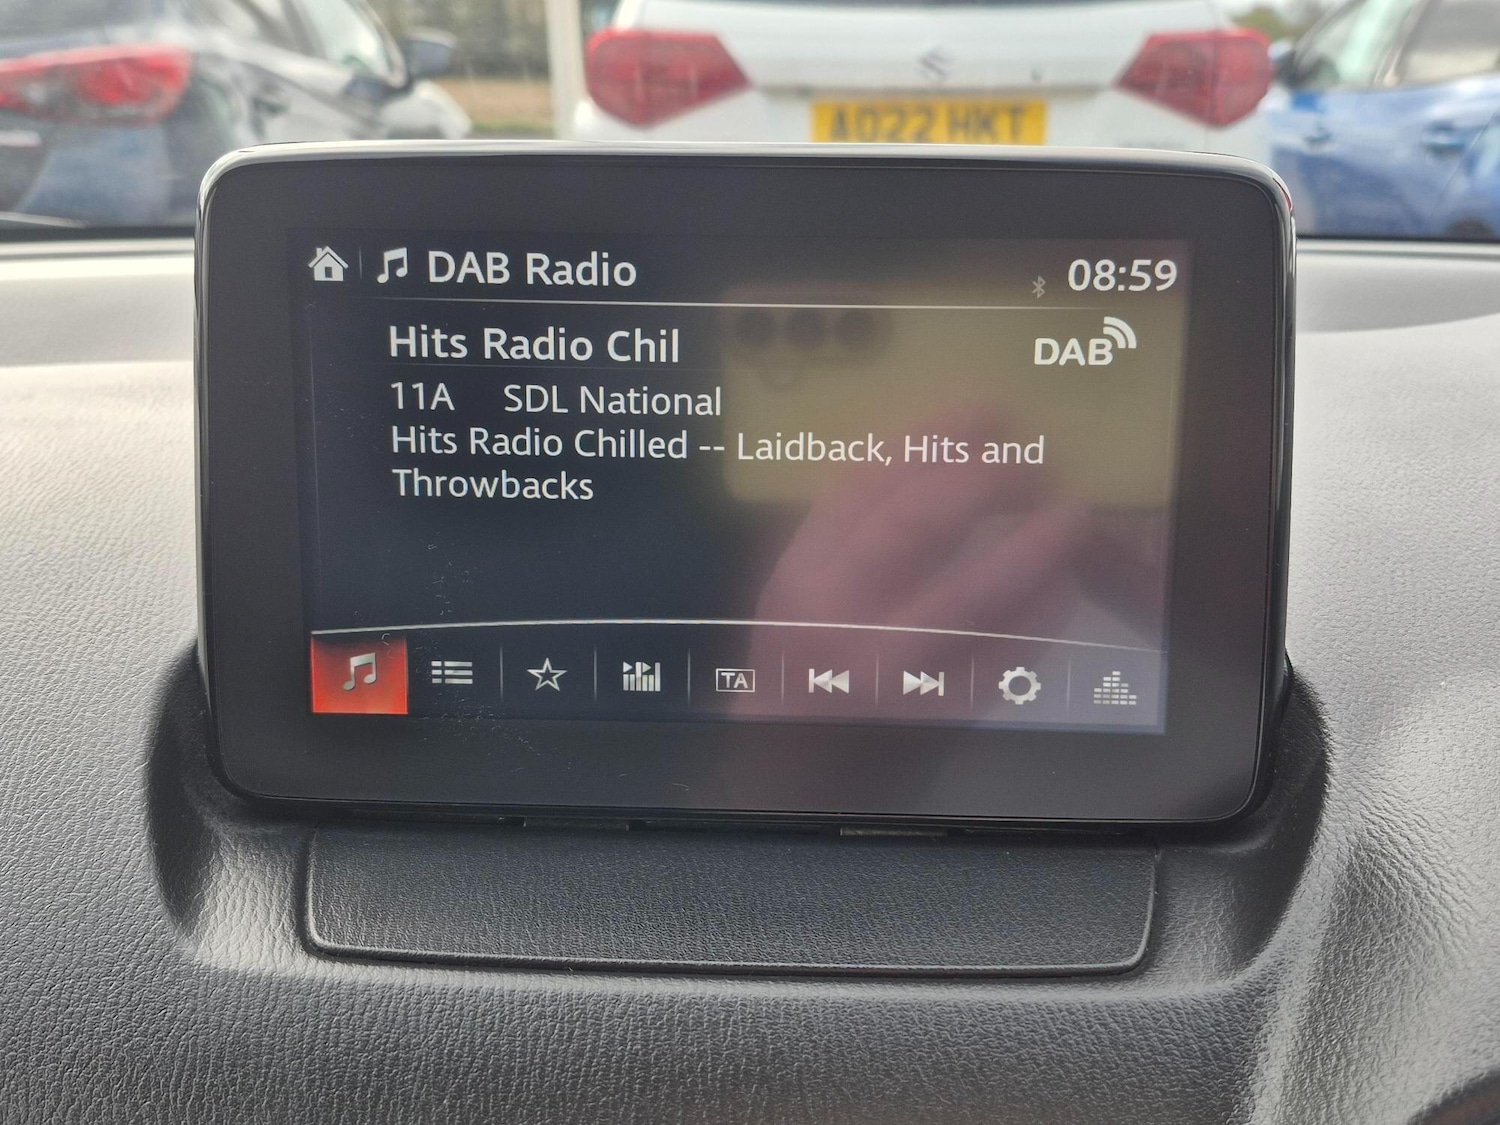 AO22 HKT
DAB Radio
08:59
Hits Radio Chil
DAB
11A SDL National
Hits Radio Chilled -- Laidback, Hits and
Throwbacks
TA